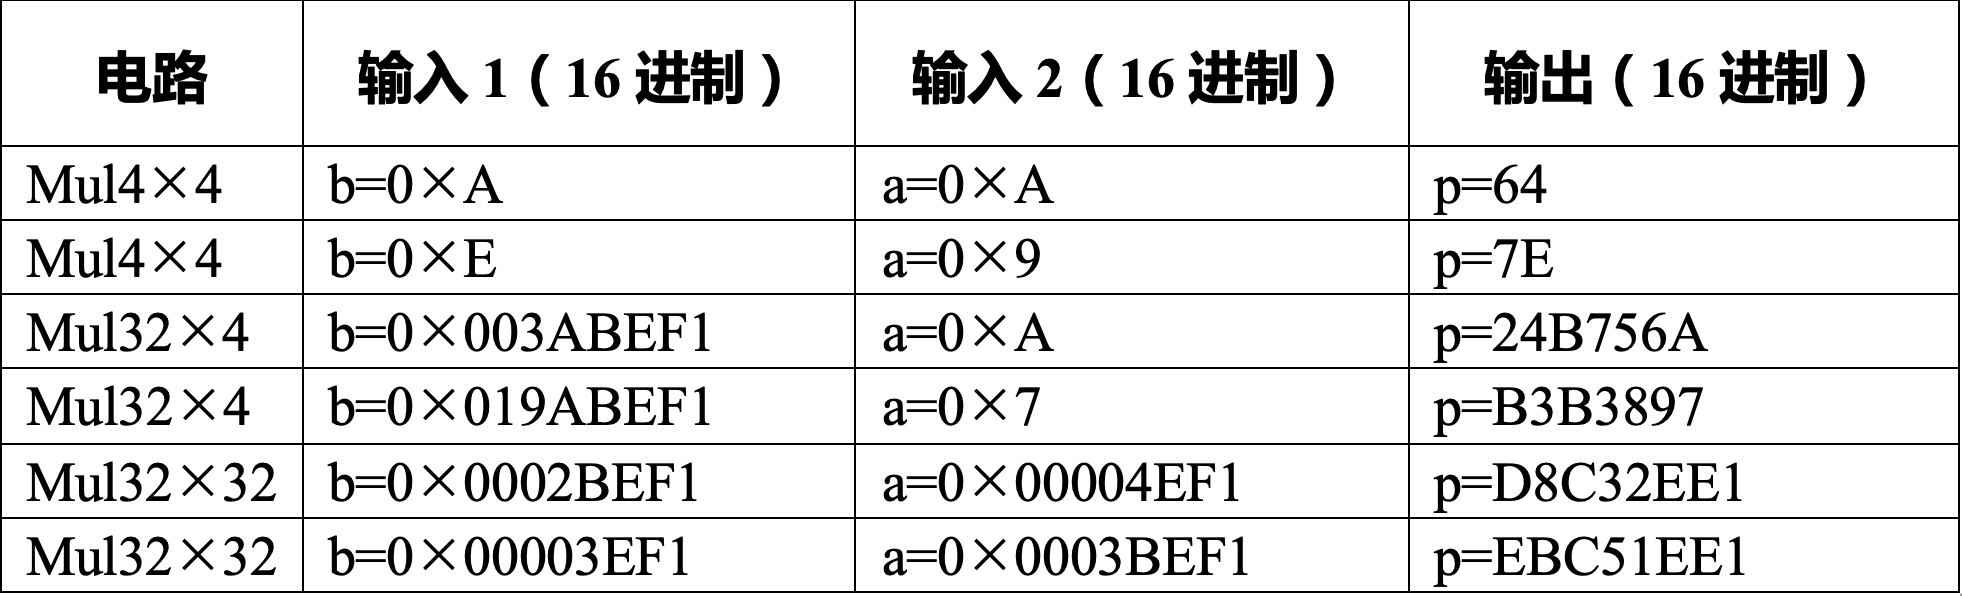 电路 输入 1（16 进制） 输入 2（16 进制） 输出（16 进制）
Mul4×4 b=0×A a=0×A p=64
Mul4×4 b=0×E a=0×9 p=7E
Mul32×4 b=0×003ABEF1 a=0×A p=24B756A
Mul32×4 b=0×019ABEF1 a=0×7 p=B3B3897
Mul32×32 b=0×0002BEF1 a=0×00004EF1 p=D8C32EE1
Mul32×32 b=0×00003EF1 a=0×0003BEF1 p=EBC51EE1